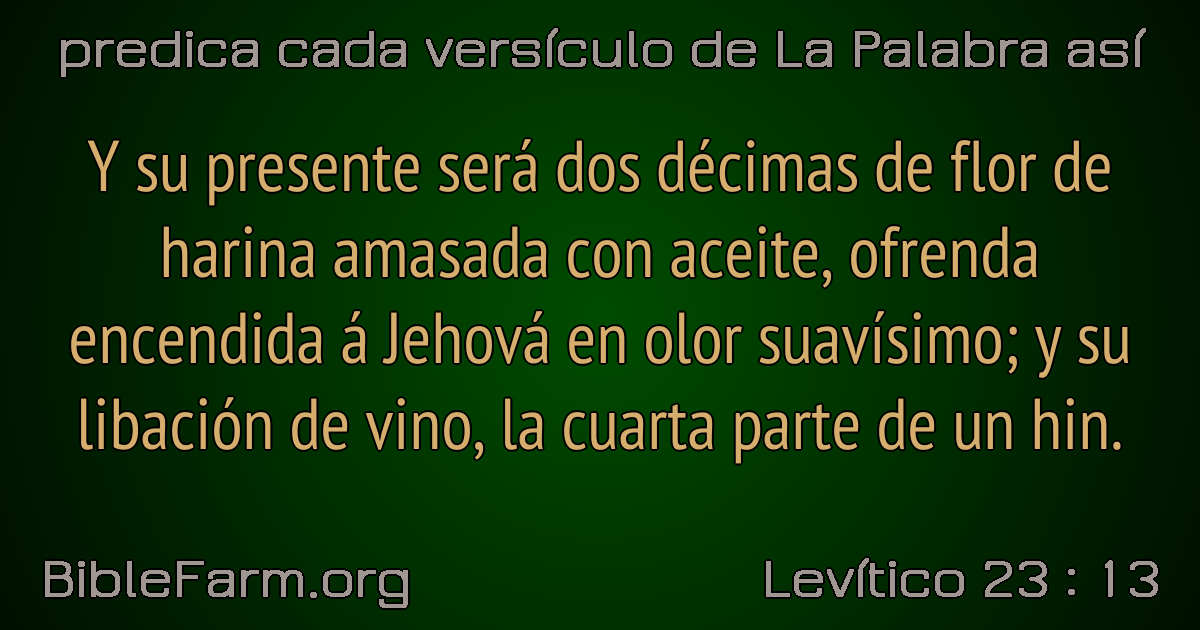 predica cada versículo de La Palabra así
Y su presente será dos décimas de flor de
harina amasada con aceite, ofrenda
encendida á Jehová en olor suavísimo; y su
libación de vino, la cuarta parte de un hin.
BibleFarm.org
Levítico 23 : 13